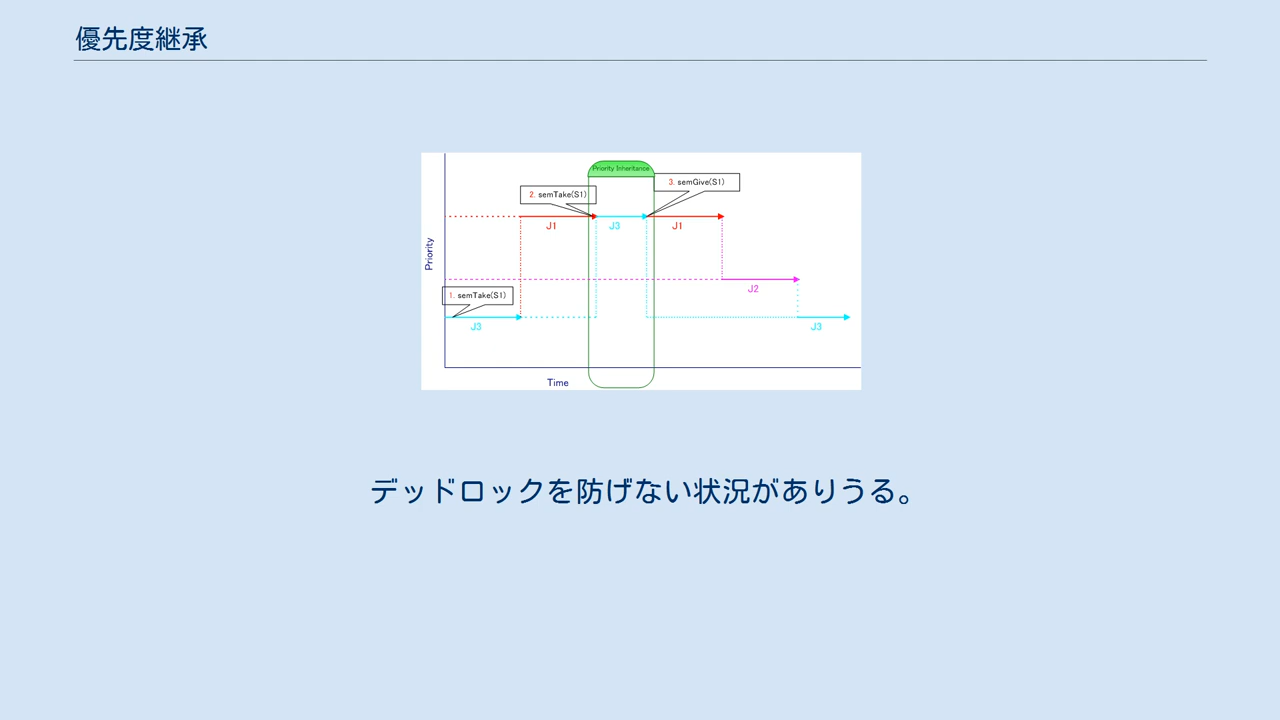 優先度継承
Priority Inheritance
3. semGive(S1)
2. semTake(S1)
J1
J3
J1
Priority
J2
1. semTake(S1)
J3
J3
Time
デッドロックを防げない状況がありうる。